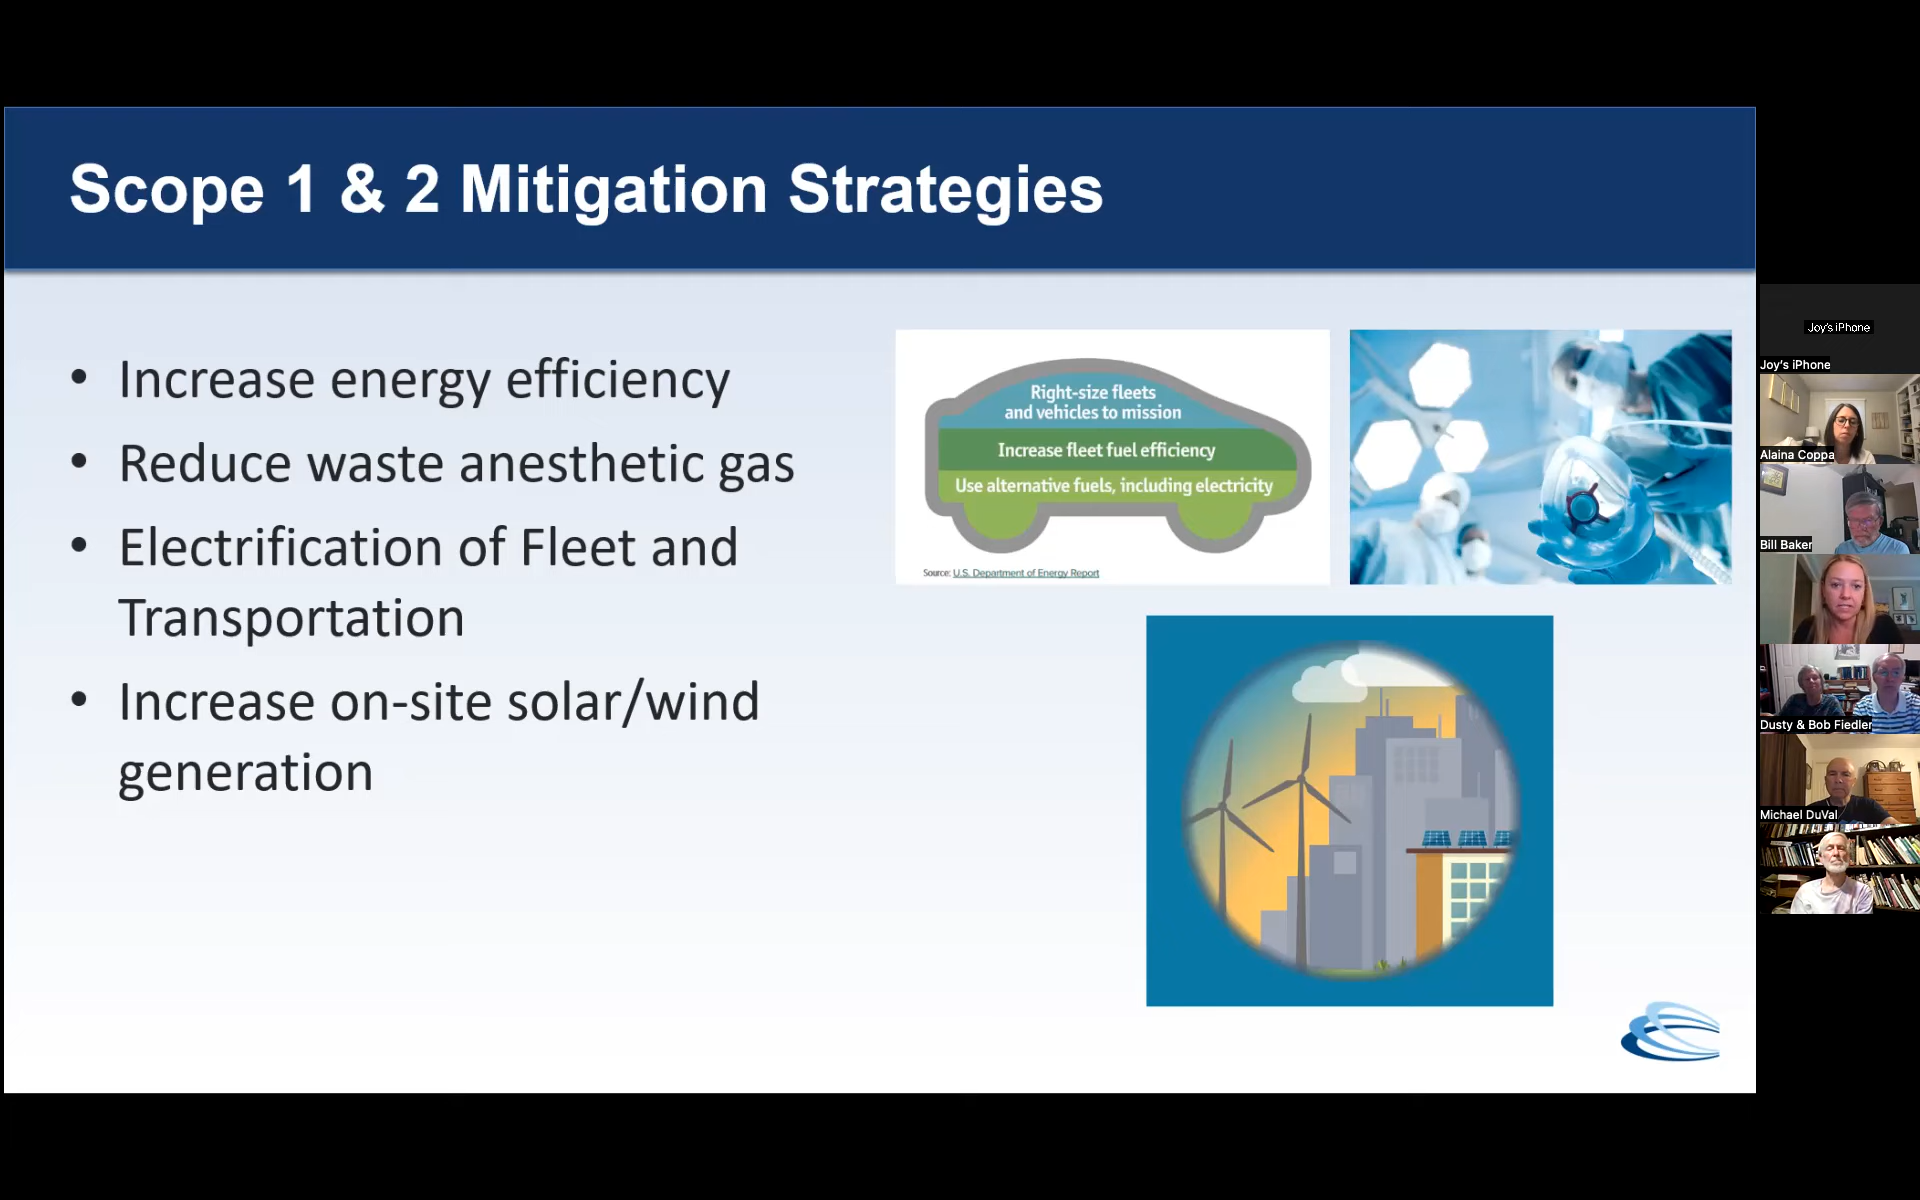 Scope 1 & 2 Mitigation Strategies
• Increase energy efficiency
• Reduce waste anesthetic gas
• Electrification of Fleet and
Transportation
• Increase on-site solar/wind
generation
Right-size fleets
and vehicles to mission
Increase fleet fuel efficiency
Use alternative fuels, including electricity
Source: U.S. Department of Energy Report
Joy's iPhone
Joy's iPhone
Alaina Coppa
Bill Baker
Dusty & Bob Fiedler
Michael DuVal